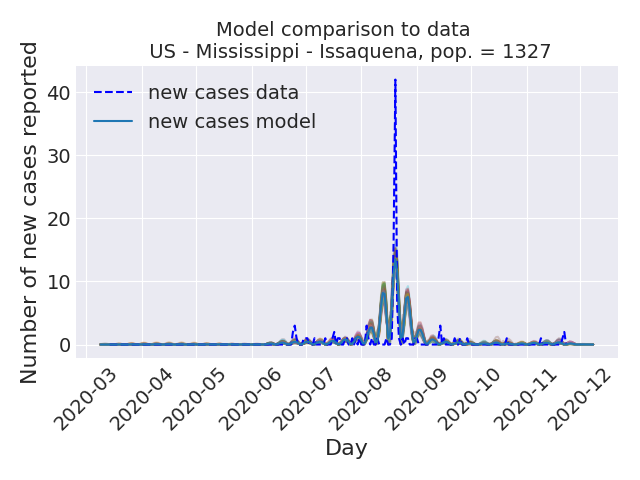 Model comparison to data
US - Mississippi - Issaquena, pop. = 1327
Number of new cases reported
40
30
20
10
0
new cases data
new cases model
2020-03
2020-04
2020-05
2020-06
2020-07
2020-08
2020-09
2020-10
2020-11
2020-12
Day